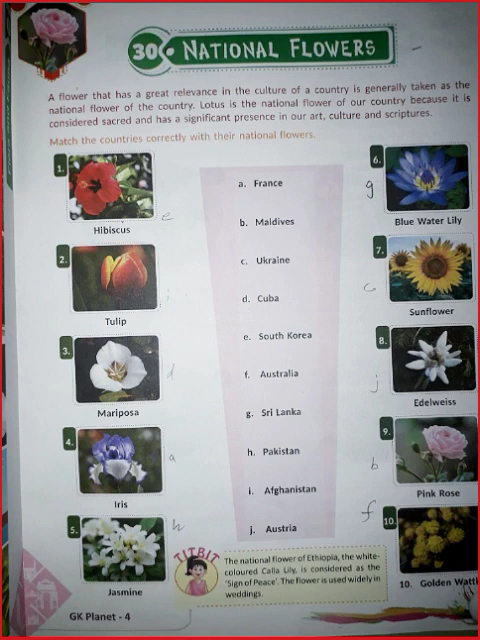 30 NATIONAL FLOWERS
A flower that has a great relevance in the culture of a country is generally taken as the
national flower of the country. Lotus is the national flower of our country because it is
considered sacred and has a significant presence in our art, culture and scriptures.
Match the countries correctly with their national flowers.
1.
Hibiscus
e
2.
Tulip
i
3.
Mariposa
d
4.
Iris
a
5.
Jasmine
h
a. France
b. Maldives
c. Ukraine
d. Cuba
e. South Korea
f. Australia
g. Sri Lanka
h. Pakistan
i. Afghanistan
j. Austria
6.
g
Blue Water Lily
7.
c
Sunflower
8.
j
Edelweiss
9.
b
Pink Rose
10.
f
10. Golden Wattl
TITBIT
The national flower of Ethiopia, the white-
coloured Calla Lily, is considered as the
'Sign of Peace'. The flower is used widely in
weddings.
GK Planet - 4